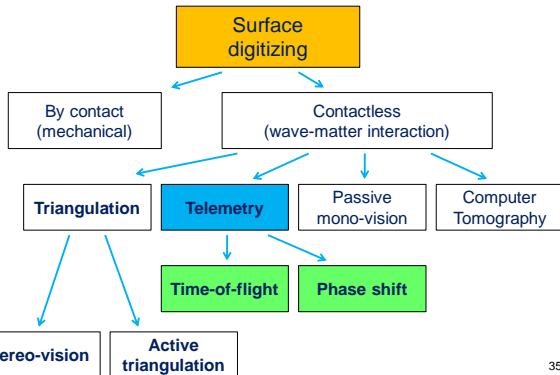 Surface
digitizing
By contact
(mechanical)
Contactless
(wave-matter interaction)
Triangulation
Telemetry
Passive
mono-vision
Computer
Tomography
Time-of-flight
Phase shift
ereo-vision
Active
triangulation
35